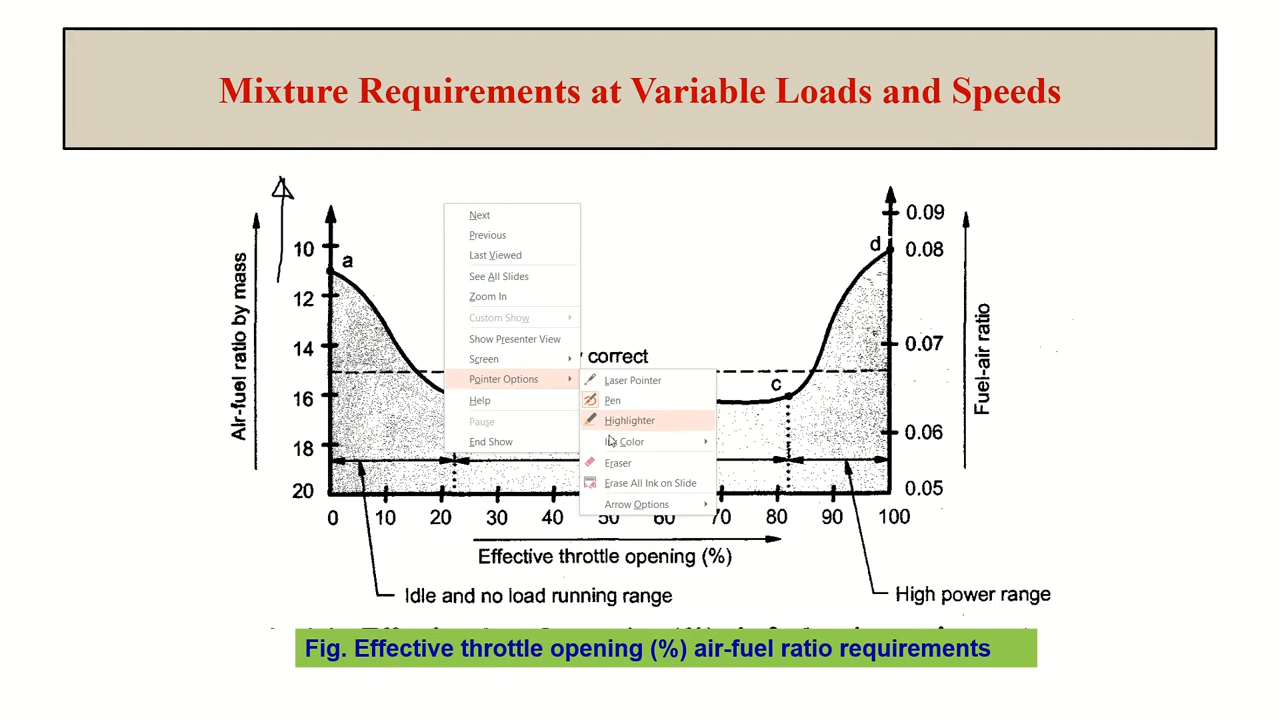 Mixture Requirements at Variable Loads and Speeds
Air-fuel ratio by mass
10
12
14
16
18
20
a
c
d
correct
0.09
0.08
0.07
0.06
0.05
Fuel-air ratio
Next
Previous
Last Viewed
See All Slides
Zoom In
Custom Show
Show Presenter View
Screen
Pointer Options
Help
Pause
End Show
Laser Pointer
Pen
Highlighter
Color
Eraser
Erase All Ink on Slide
Arrow Options
0 10 20 30 40 50 60 70 80 90 100
Effective throttle opening (%)
Idle and no load running range
High power range
Fig. Effective throttle opening (%) air-fuel ratio requirements